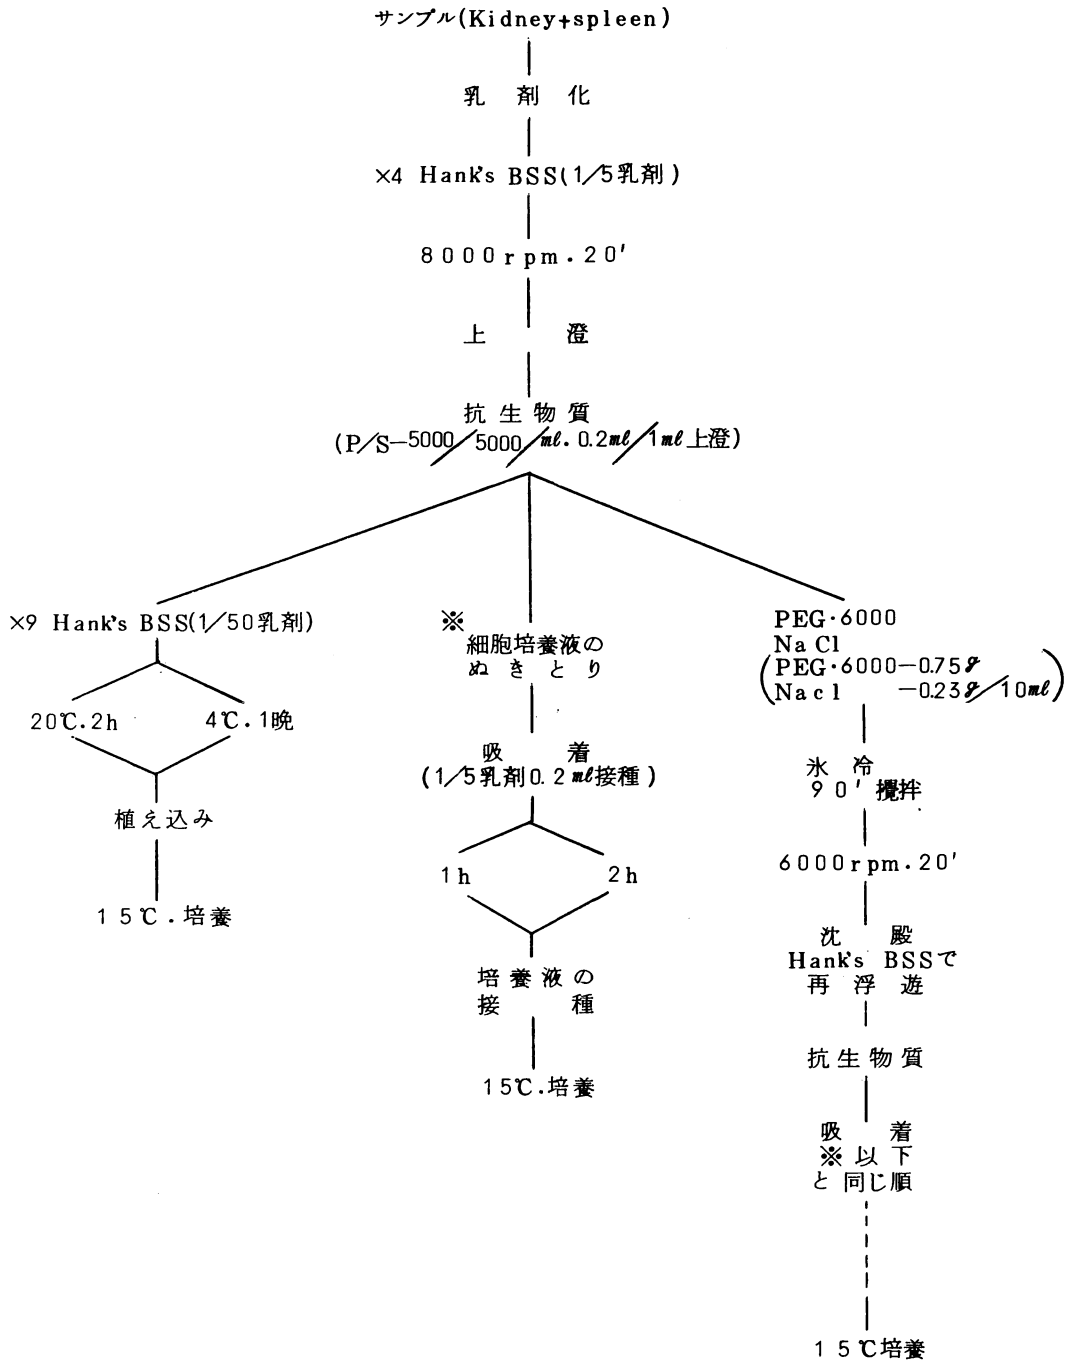 サンプル(Kidney+spleen)
乳剤化
×4 Hank's BSS(1/5乳剤)
8000rpm.20'
上澄
抗生物質
(P/S-5000/5000/ml.0.2ml/1ml上澄)
×9 Hank's BSS(1/50乳剤)
20℃.2h
4℃.1晩
植え込み
15℃.培養
※
細胞培養液の
ぬきとり
吸着
(1/5乳剤0.2ml接種)
1h
2h
培養液の
接種
15℃.培養
PEG・6000
NaCl
(PEG・6000-0.75g
Nacl -0.23g/10ml)
氷冷
90'攪拌
6000rpm.20'
沈殿
Hank's BSSで
再浮遊
抗生物質
吸着
※以下
と同じ順
15℃培養